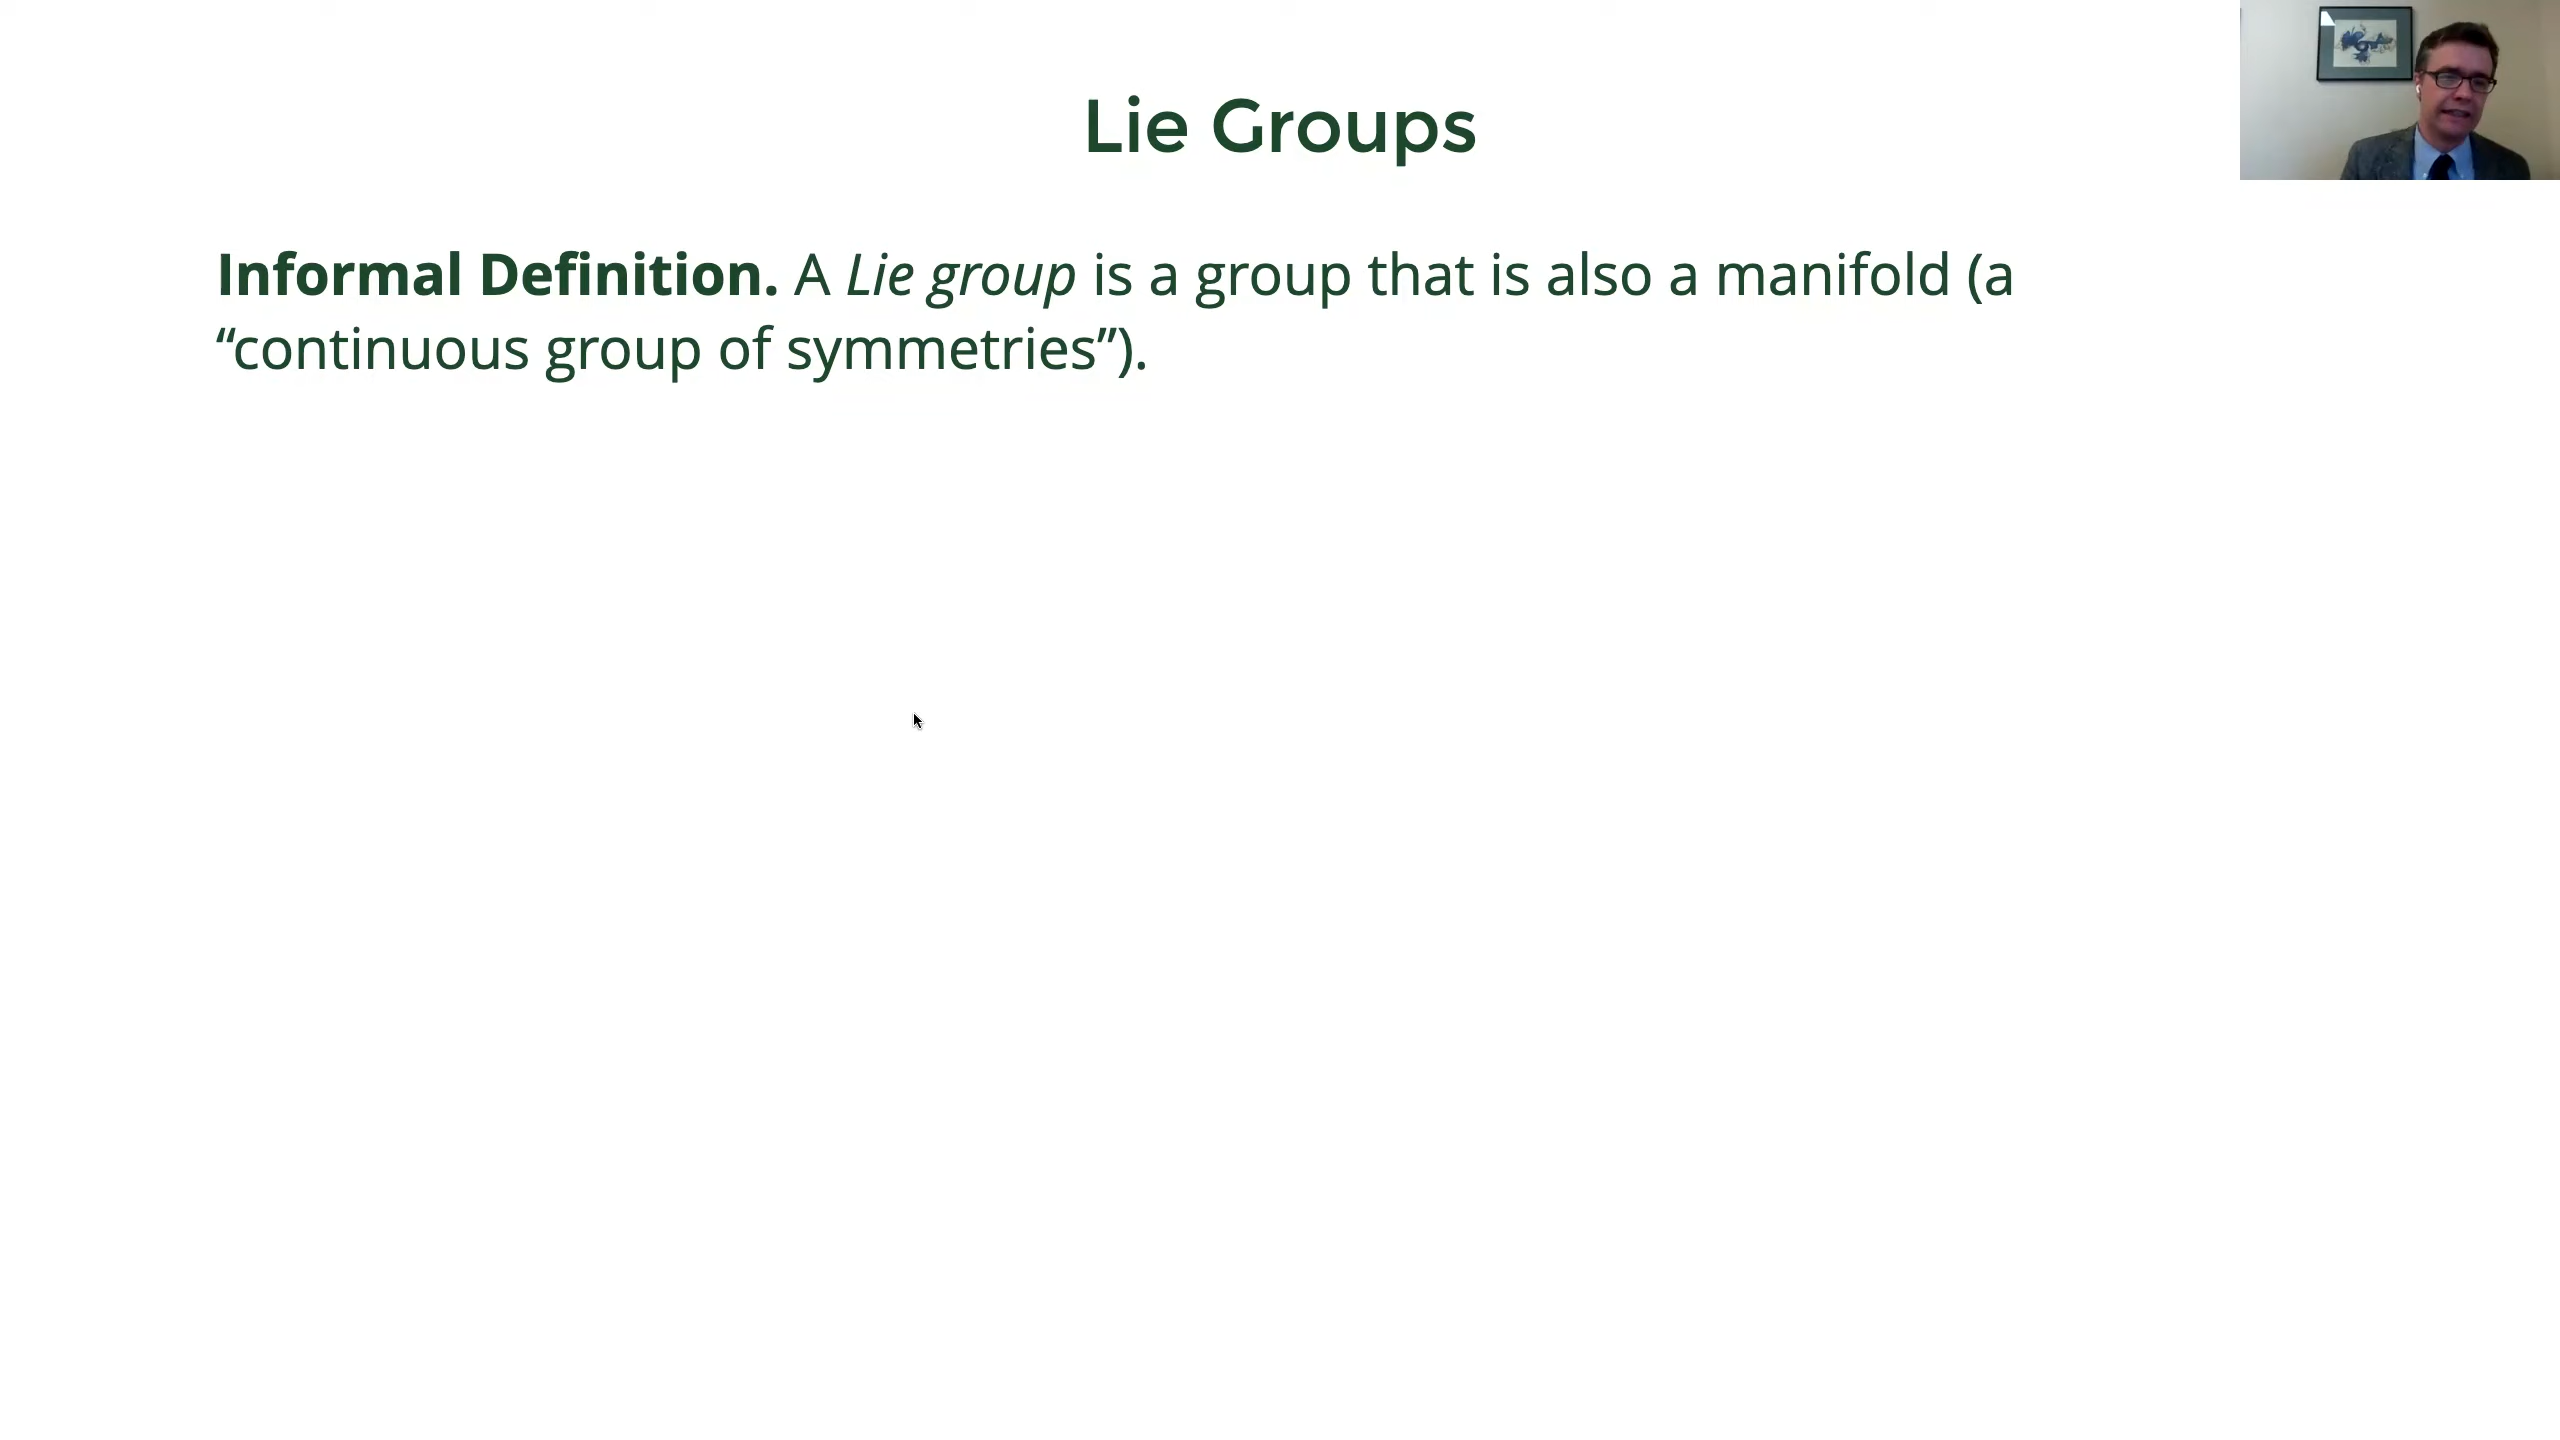 Lie Groups
Informal Definition. A Lie group is a group that is also a manifold (a
“continuous group of symmetries”).